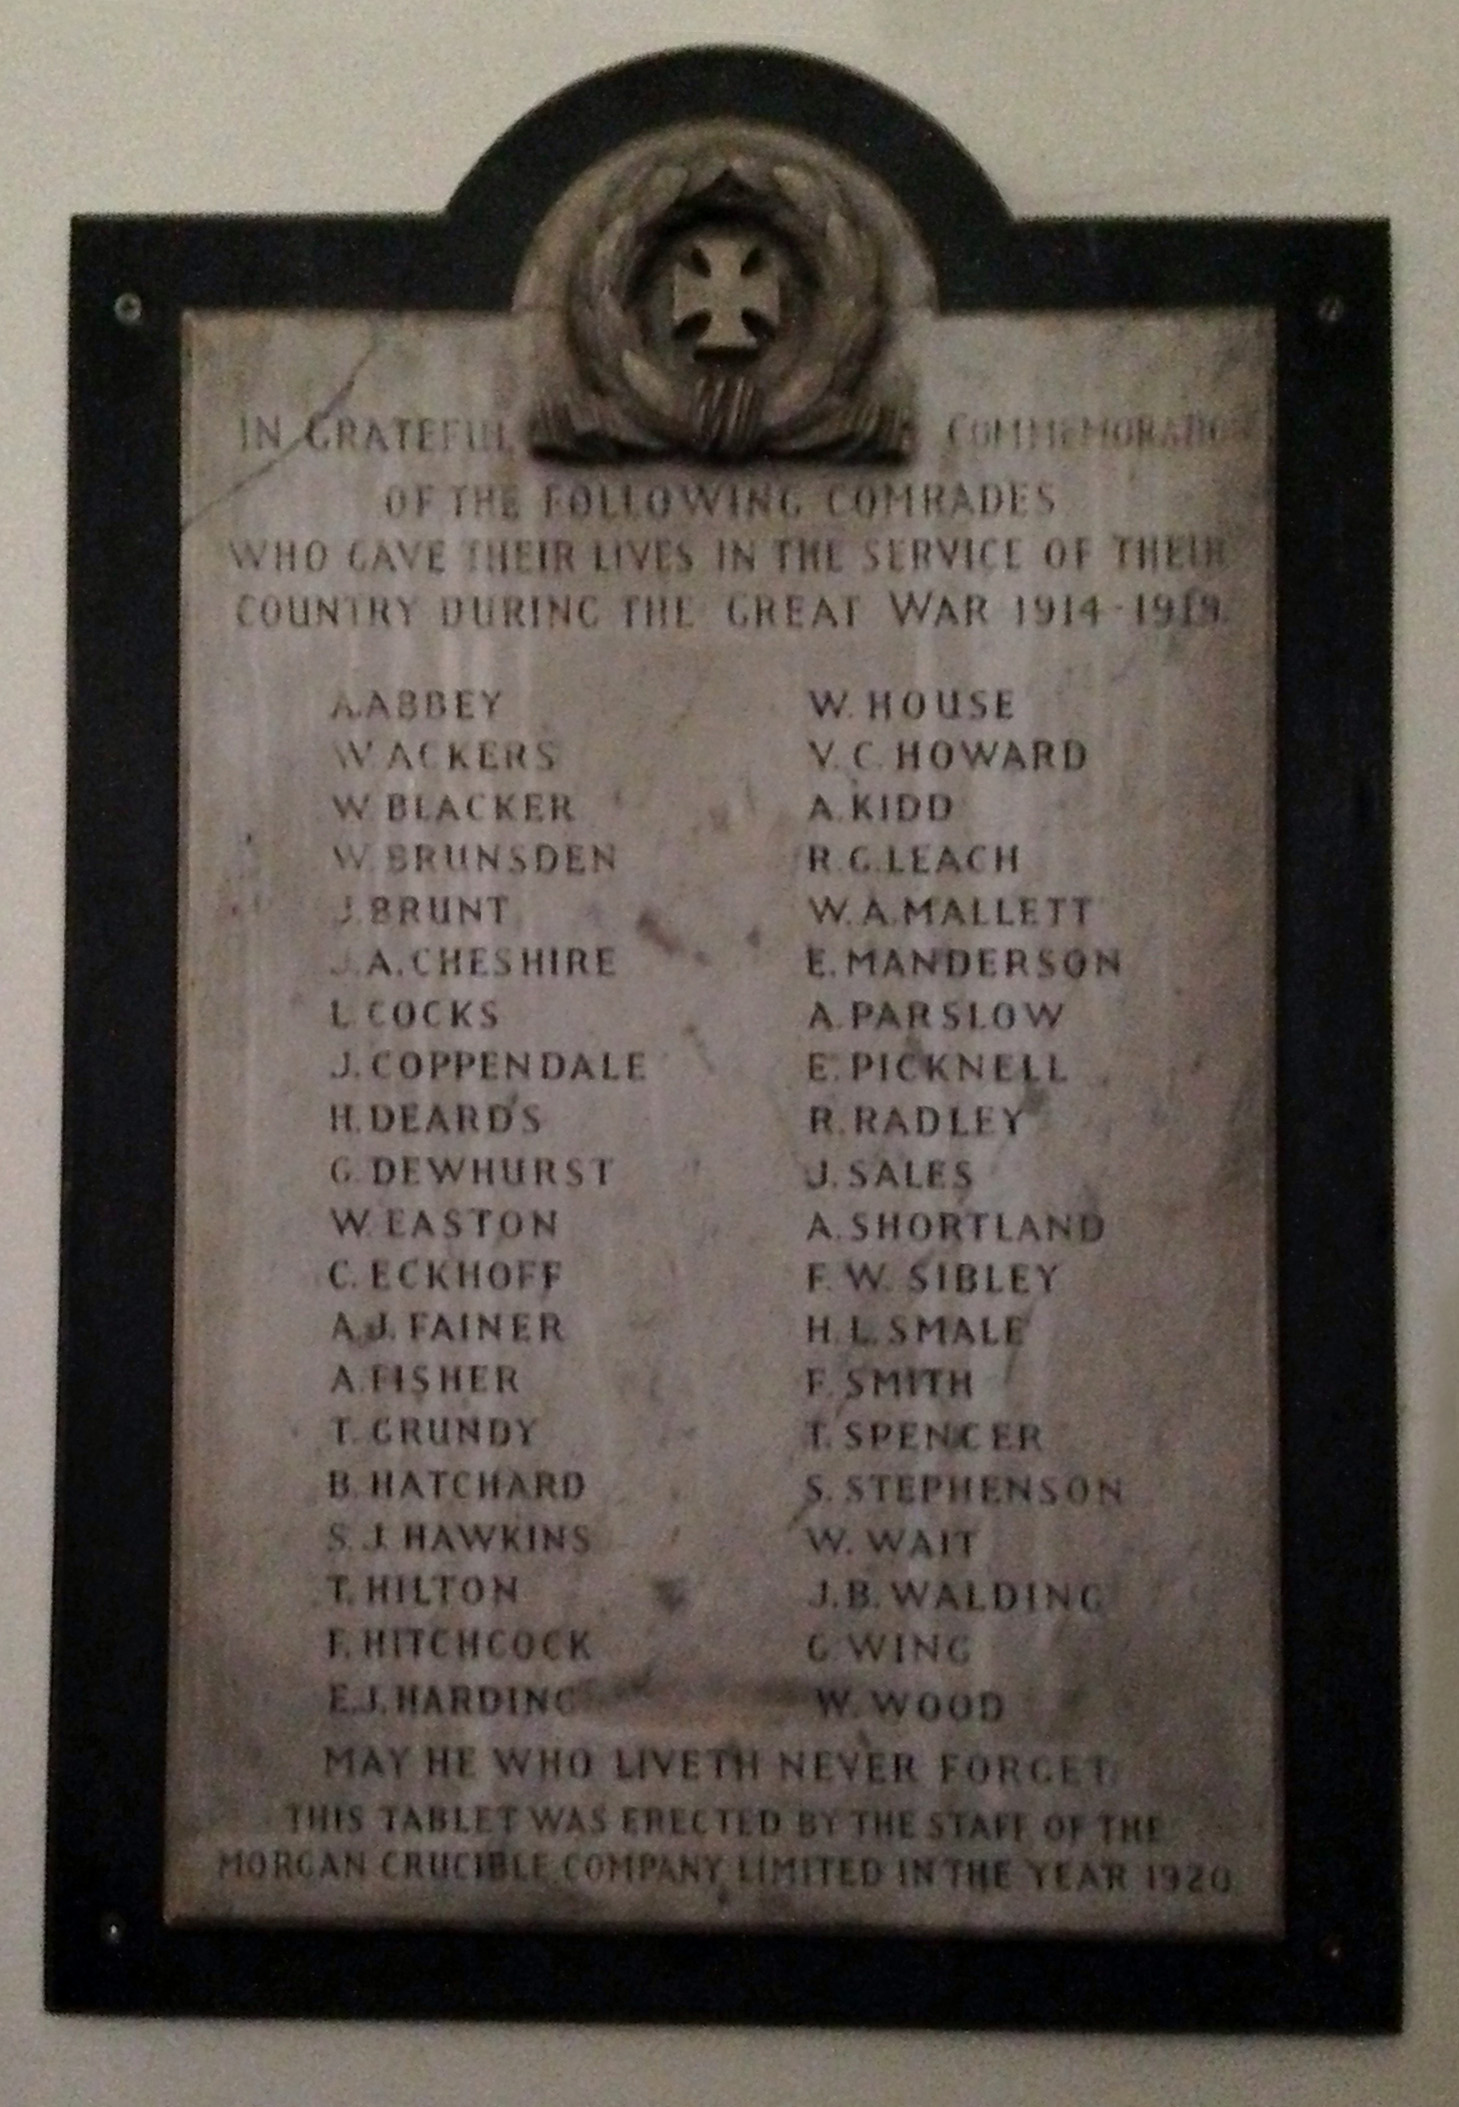 IN GRATEFUL COMMEMORATION
OF THE FOLLOWING COMRADES
WHO GAVE THEIR LIVES IN THE SERVICE OF THEIR
COUNTRY DURING THE GREAT WAR 1914-1919.
A. ABBEY
W. ACKERS
W. BLACKER
W. BRUNSDEN
J. BRUNT
J. A. CHESHIRE
L. COCKS
J. COPPENDALE
H. DEARDS
G. DEWHURST
W. EASTON
C. ECKHOFF
A. J. FAINER
A. FISHER
T. GRUNDY
B. HATCHARD
S. J. HAWKINS
T. HILTON
F. HITCHCOCK
E. J. HARDING
W. HOUSE
V. C. HOWARD
A. KIDD
R. G. LEACH
W. A. MALLETT
E. MANDERSON
A. PARSLOW
E. PICKNELL
R. RADLEY
J. SALES
A. SHORTLAND
F. W. SIBLEY
H. L. SMALE
F. SMITH
T. SPENCER
S. STEPHENSON
W. WAIT
J. B. WALDING
G WING
W. WOOD
MAY HE WHO LIVETH NEVER FORGET
THIS TABLET WAS ERECTED BY THE STAFF OF THE
MORGAN CRUCIBLE COMPANY LIMITED IN THE YEAR 1920